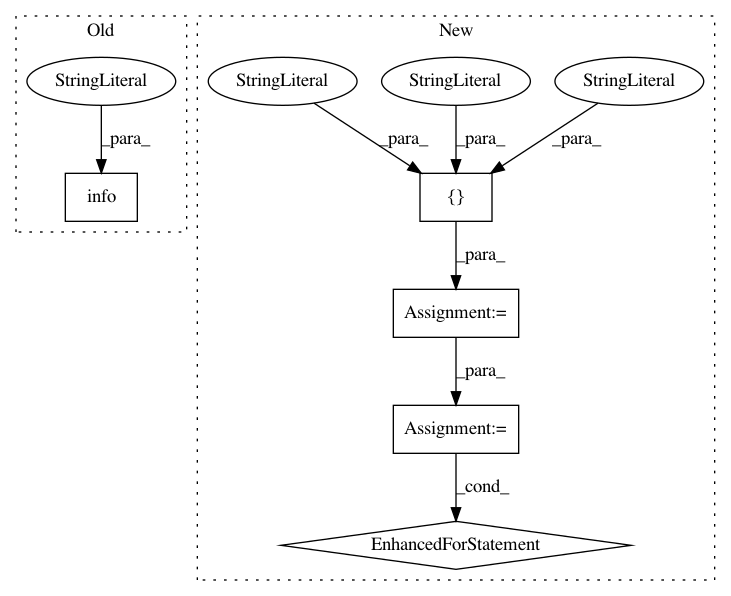 Old
New
StringLiteral
StringLiteral
StringLiteral
StringLiteral
_para_
_para_
_para_
_para_
info
{}
_para_
Assignment:=
_para_
Assignment:=
_cond_
EnhancedForStatement